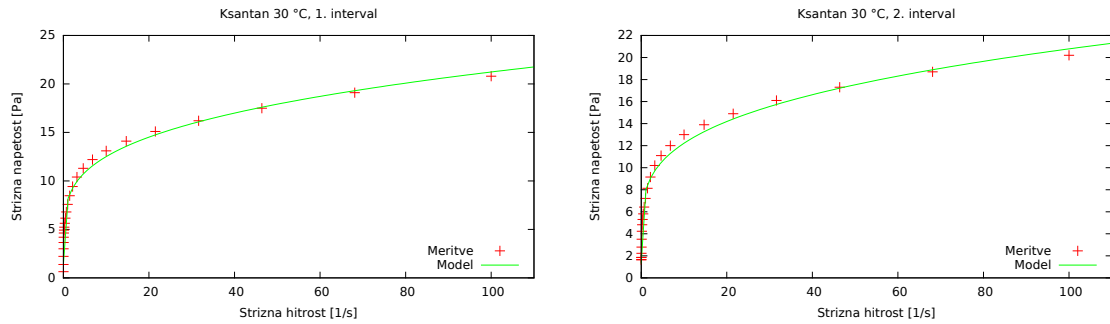 Ksantan 30 °C, 1. interval
25
20
15
10
5
0
Strizna napetost [Pa]
Meritve
Model
0 20 40 60 80 100
Strizna hitrost [1/s]
Ksantan 30 °C, 2. interval
22
20
18
16
14
12
10
8
6
4
2
0
Strizna napetost [Pa]
Meritve
Model
0 20 40 60 80 100
Strizna hitrost [1/s]